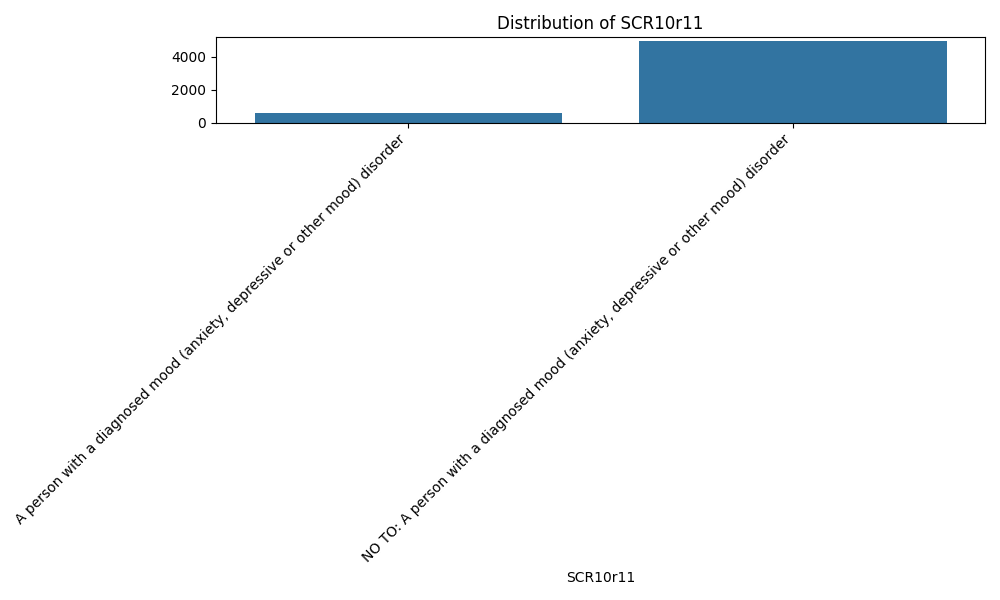 Distribution of SCR10r11
4000
2000
0
A person with a diagnosed mood (anxiety, depressive or other mood) disorder
NO TO: A person with a diagnosed mood (anxiety, depressive or other mood) disorder
SCR10r11